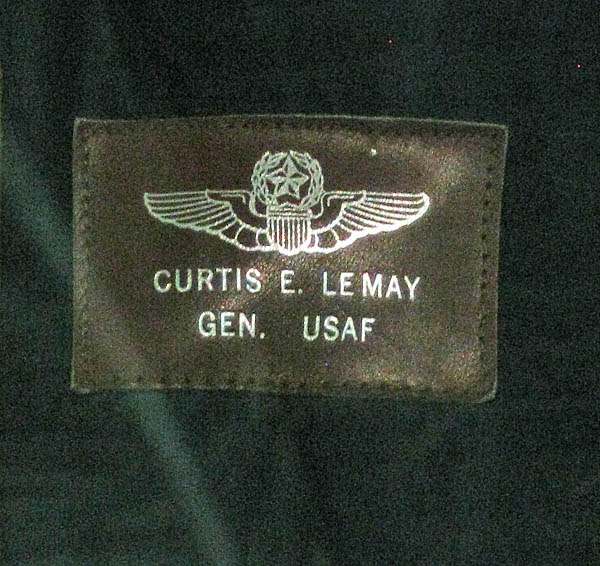 CURTIS E. LEMAY
GEN. USAF